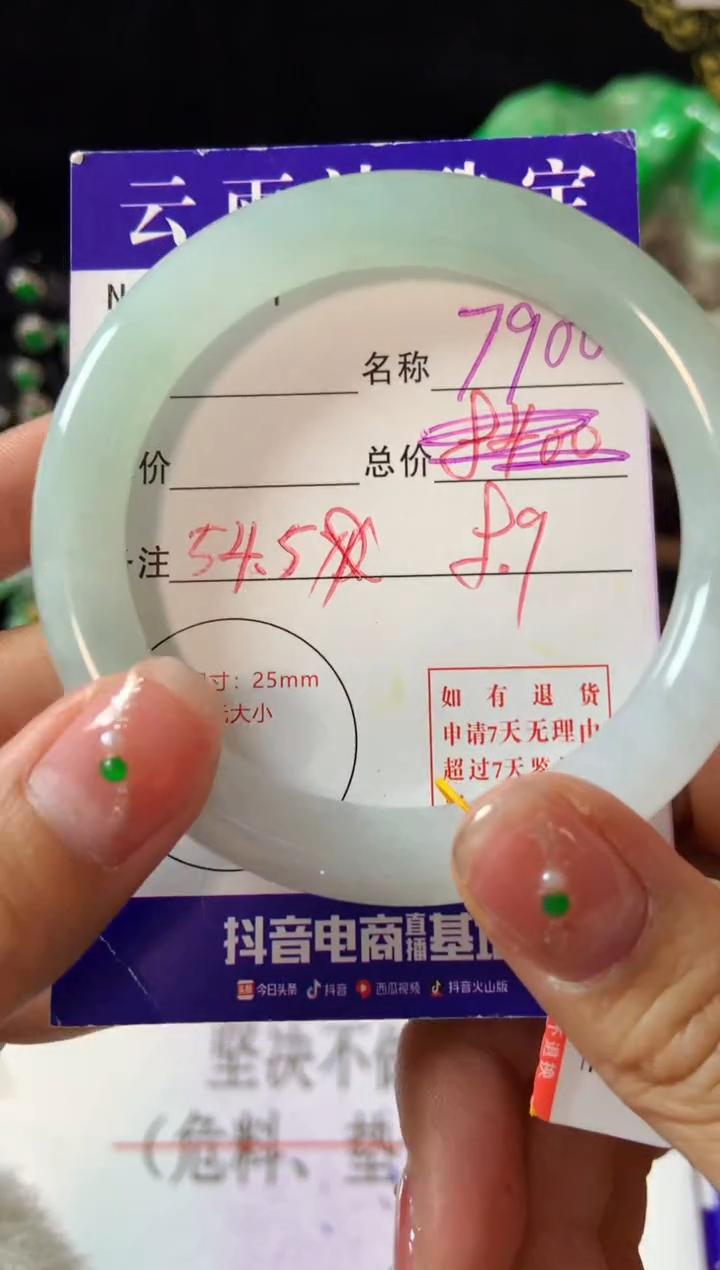 云
宝
N
名称 7900
价 总价
注 54.5 8.9
寸：25mm
元大小
如有退货
申请7天无理由
超过7天
抖音电商直播基地
今日头条 抖音 西瓜视频 抖音火山版
坚决不做
（危料、垫